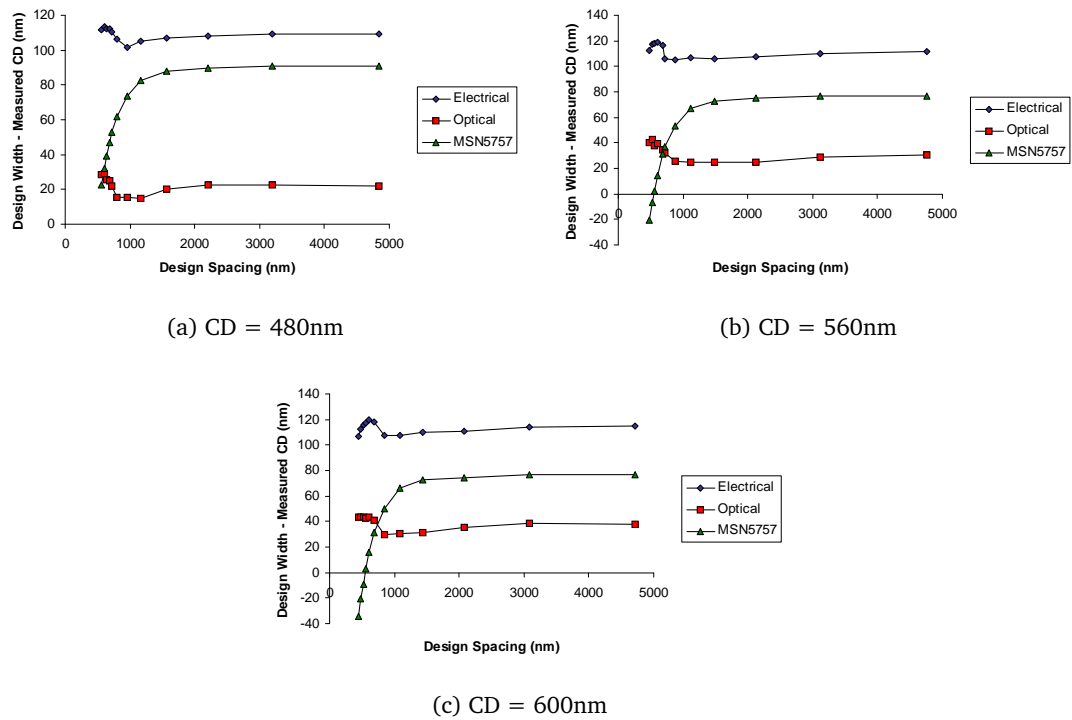 120
100
80
60
40
20
0
0 1000 2000 3000 4000 5000
Design Width - Measured CD (nm)
Design Spacing (nm)
Electrical
Optical
MSN5757
(a) CD = 480nm
140
120
100
80
60
40
20
0
-20
-40
0 1000 2000 3000 4000 5000
Design Width - Measured CD (nm)
Design Spacing (nm)
Electrical
Optical
MSN5757
(b) CD = 560nm
140
120
100
80
60
40
20
0
-20
-40
0 1000 2000 3000 4000 5000
Design Width - Measured CD (nm)
Design Spacing (nm)
Electrical
Optical
MSN5757
(c) CD = 600nm